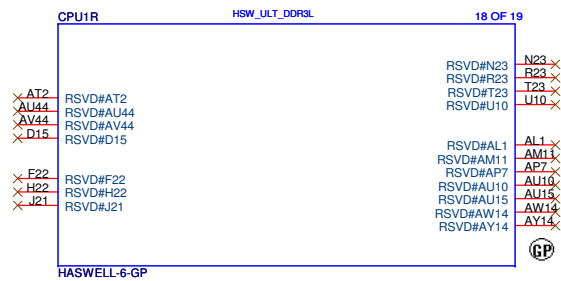 CPU1R HSW_ULT_DDR3L 18 OF 19
AT2 RSVD#AT2
AU44 RSVD#AU44
AV44 RSVD#AV44
D15 RSVD#D15
F22 RSVD#F22
H22 RSVD#H22
J21 RSVD#J21
RSVD#N23 N23
RSVD#R23 R23
RSVD#T23 T23
RSVD#U10 U10
RSVD#AL1 AL1
RSVD#AM11 AM11
RSVD#AP7 AP7
RSVD#AU10 AU10
RSVD#AU15 AU15
RSVD#AW14 AW14
RSVD#AY14 AY14
GP
HASWELL-6-GP